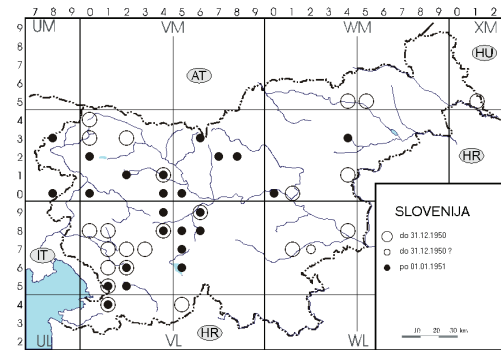 7 8 9 0 1 2 3 4 5 6 7 8 9 0 1 2 3 4 5 6 7 8 9 0 1 2
9 UM VM WM XM
8 HU
7
6 AT
5
4
3 HR
2
1
0
9 SLOVENIJA
8 do 31.12.1950
7 do 31.12.1950 ?
6 IT po 01.01.1951
5
4
3 10 20 30 km
2 UL VL HR WL